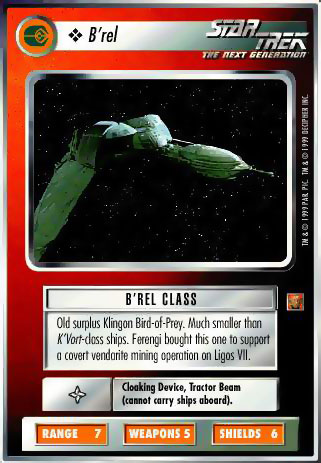 ❖ B'rel
STAR TREK
THE NEXT GENERATION
TM & © 1999 PAR. PIC. TM & © 1999 DECIPHER INC.
B'REL CLASS
Old surplus Klingon Bird-of-Prey. Much smaller than
K'Vort-class ships. Ferengi bought this one to support
a covert vendarite mining operation on Ligos VII.
Cloaking Device, Tractor Beam
(cannot carry ships aboard).
RANGE 7 WEAPONS 5 SHIELDS 6